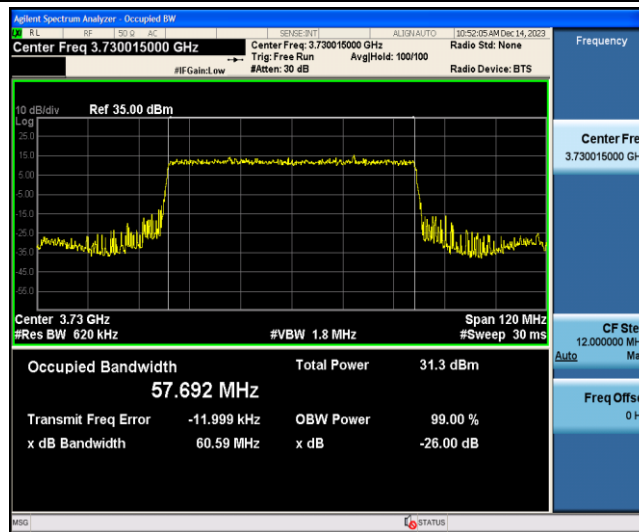 Agilent Spectrum Analyzer - Occupied BW
RL RF 50 Ω AC SENSE:INT ALIGN AUTO 10:52:05 AM Dec 14, 2023
Center Freq 3.730015000 GHz
Center Freq: 3.730015000 GHz
Radio Std: None
Trig: Free Run Avg|Hold: 100/100
#IFGain:Low #Atten: 30 dB Radio Device: BTS
10 dB/div Ref 35.00 dBm
Log
25.0
15.0
5.00
-5.00
-15.0
-25.0
-35.0
-45.0
-55.0
Center 3.73 GHz Span 120 MHz
#Res BW 620 kHz #VBW 1.8 MHz #Sweep 30 ms
Occupied Bandwidth Total Power 31.3 dBm
57.692 MHz
Transmit Freq Error -11.999 kHz OBW Power 99.00 %
x dB Bandwidth 60.59 MHz x dB -26.00 dB
MSG STATUS
Frequency
Center Fre
3.730015000 GH
CF Ste
12.000000 MH
Auto Ma
Freq Offse
0 H